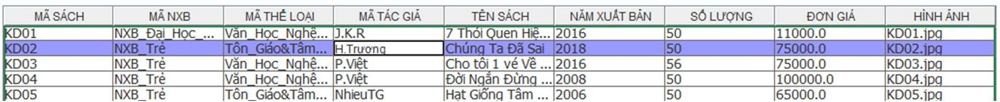 MÃ SÁCH MÃ NXB MÃ THỂ LOẠI MÃ TÁC GIẢ TÊN SÁCH NĂM XUẤT BẢN SỐ LƯỢNG ĐƠN GIÁ HÌNH ẢNH
KD01 NXB_Đại_Học_... Văn_Học_Nghệ... J.K.R 7 Thói Quen Hiệ... 2016 50 11000.0 KD01.jpg
KD02 NXB_Trẻ Tôn_Giáo&Tâm... H.Trương Chúng Ta Đã Sai 2018 50 75000.0 KD02.jpg
KD03 NXB_Trẻ Văn_Học_Nghệ... P.Việt Cho tôi 1 vé Về ... 2016 56 75000.0 KD03.jpg
KD04 NXB_Trẻ Văn_Học_Nghệ... P.Việt Đời Ngắn Đừng ... 2008 50 100000.0 KD04.jpg
KD05 NXB_Trẻ Tôn_Giáo&Tâm... NhieuTG Hạt Giống Tâm ... 2006 50 65000.0 KD05.jpg